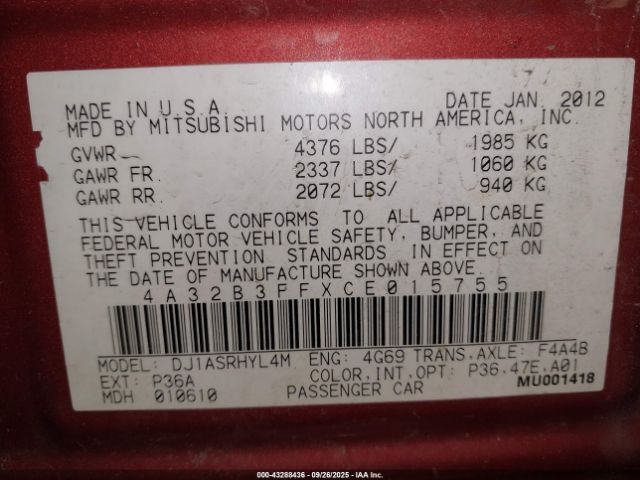 MADE IN U.S.A. DATE JAN. 2012
MFD BY MITSUBISHI MOTORS NORTH AMERICA, INC.
GVWR 4376 LBS/ 1985 KG
GAWR FR. 2337 LBS/ 1060 KG
GAWR RR. 2072 LBS/ 940 KG
THIS VEHICLE CONFORMS TO ALL APPLICABLE
FEDERAL MOTOR VEHICLE SAFETY, BUMPER, AND
THEFT PREVENTION STANDARDS IN EFFECT ON
THE DATE OF MANUFACTURE SHOWN ABOVE.
4A32B3FFXCE015755
MODEL: DJ1ASRHYL4M ENG: 4G69 TRANS,AXLE: F4A4B
EXT: P36A COLOR,INT,OPT: P36,47E,A01
MDH 010610 PASSENGER CAR MU001418
000-43288436 - 09/26/2025 - IAA Inc.